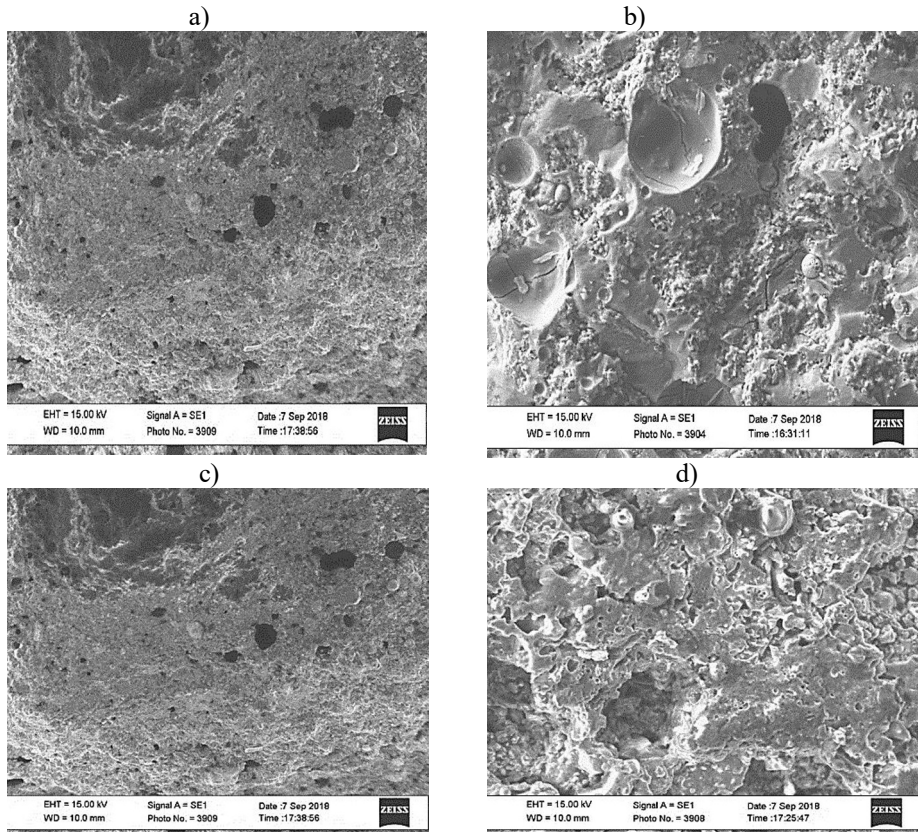 a)
b)
EHT = 15.00 kV Signal A = SE1 Date :7 Sep 2018 ZEISS
WD = 10.0 mm Photo No. = 3909 Time :17:38:56
EHT = 15.00 kV Signal A = SE1 Date :7 Sep 2018 ZEISS
WD = 10.0 mm Photo No. = 3904 Time :16:31:11
c)
d)
EHT = 15.00 kV Signal A = SE1 Date :7 Sep 2018 ZEISS
WD = 10.0 mm Photo No. = 3909 Time :17:38:56
EHT = 15.00 kV Signal A = SE1 Date :7 Sep 2018 ZEISS
WD = 10.0 mm Photo No. = 3908 Time :17:25:47